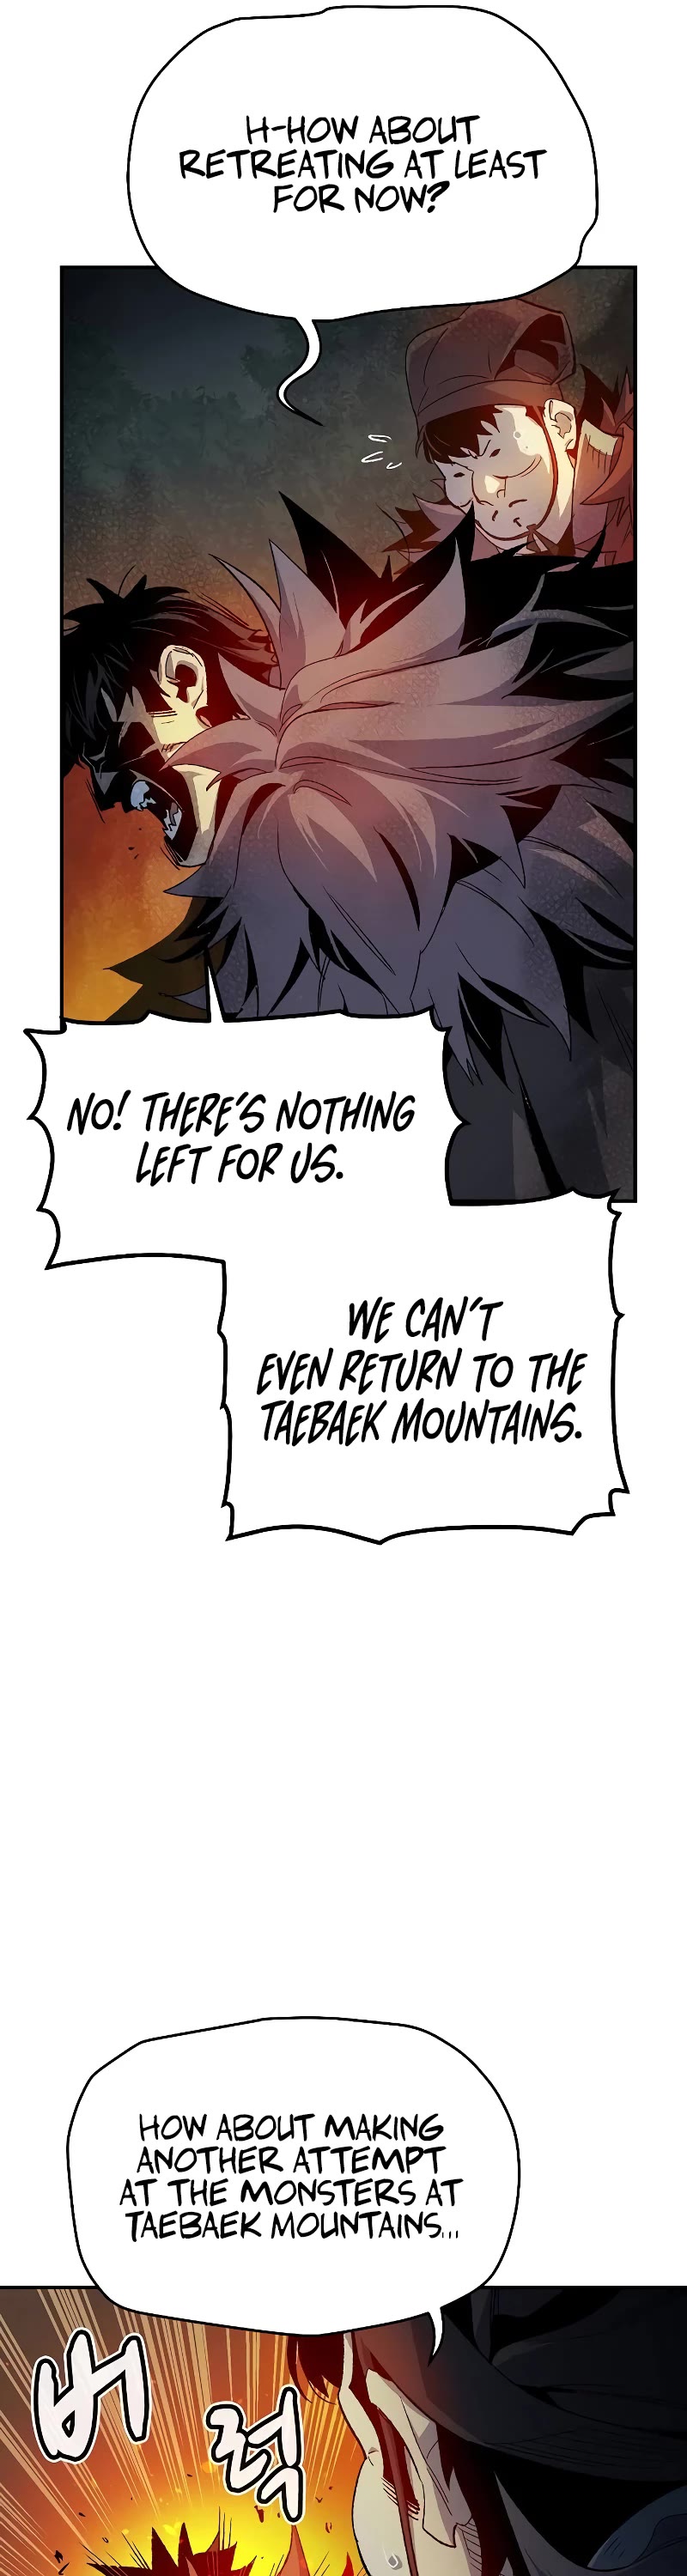 H-HOW ABOUT
RETREATING AT LEAST
FOR NOW?
NO! THERE'S NOTHING
LEFT FOR US.
WE CAN'T
EVEN RETURN TO THE
TAEBAEK MOUNTAINS.
HOW ABOUT MAKING
ANOTHER ATTEMPT
AT THE MONSTERS AT
TAEBAEK MOUNTAINS...
버럭